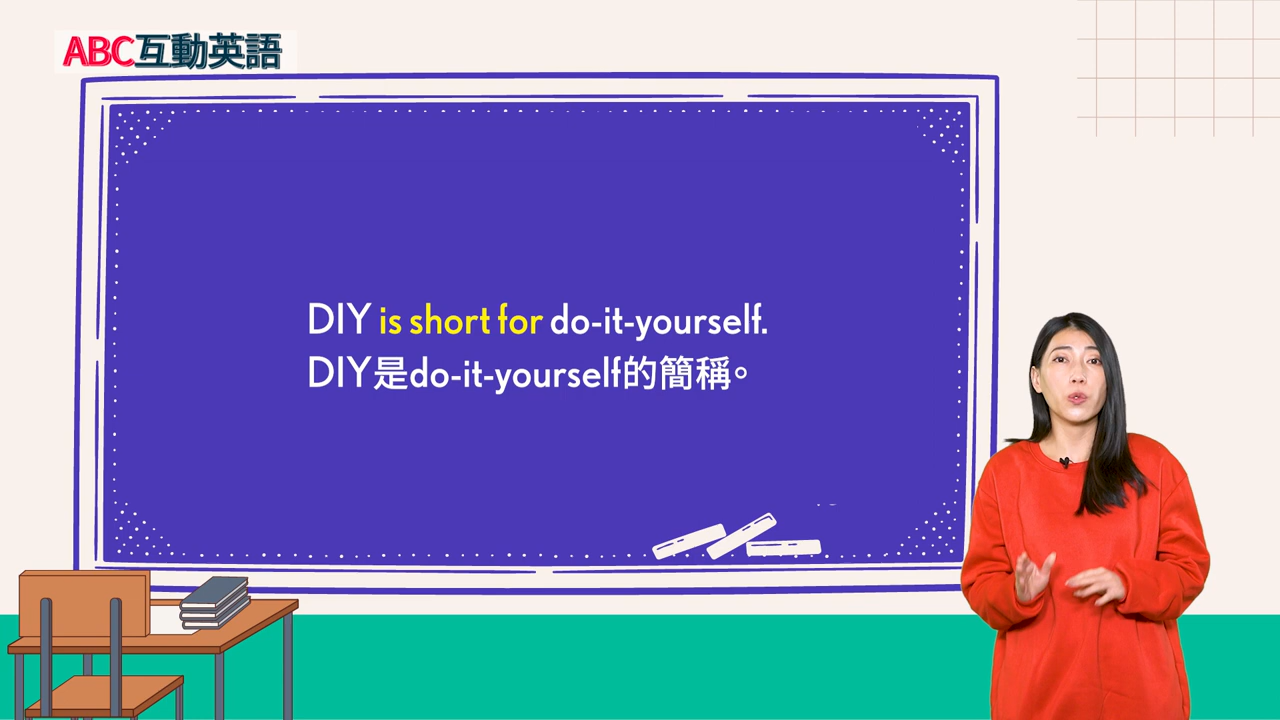 ABC互動英語
DIY is short for do-it-yourself.
DIY是do-it-yourself的簡稱。